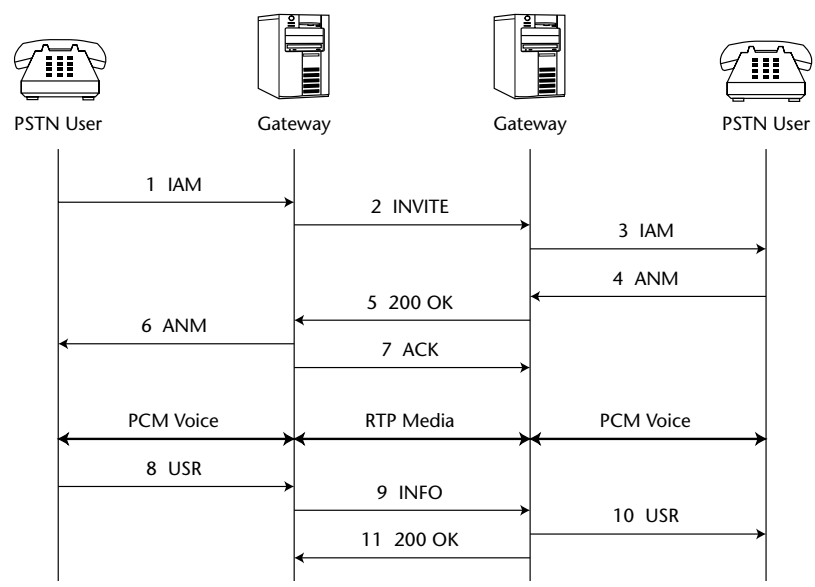 PSTN User Gateway Gateway PSTN User
1 IAM
2 INVITE
3 IAM
4 ANM
5 200 OK
6 ANM
7 ACK
PCM Voice RTP Media PCM Voice
8 USR
9 INFO
10 USR
11 200 OK